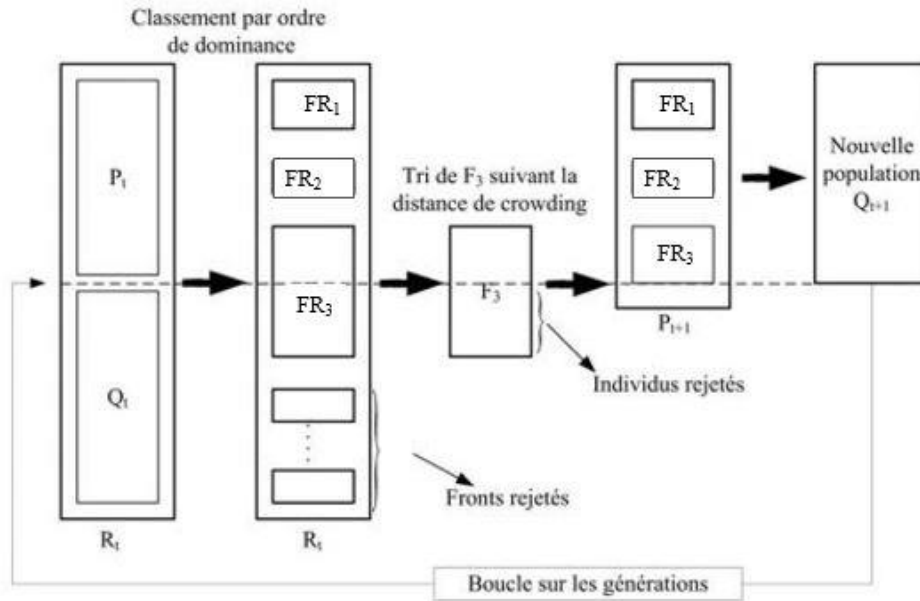 Classement par ordre
de dominance
P_t
Q_t
R_t
FR_1
FR_2
FR_3
R_t
Fronts rejetés
Tri de F_3 suivant la
distance de crowding
F_3
Individus rejetés
FR_1
FR_2
FR_3
P_{t+1}
Nouvelle
population
Q_{t+1}
Boucle sur les générations